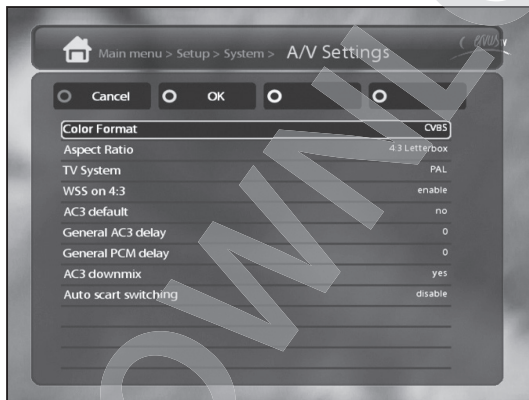 Main menu > Setup > System > A/V Settings
Cancel OK
Color Format CVBS
Aspect Ratio 4:3 Letterbox
TV System PAL
WSS on 4:3 enable
AC3 default no
General AC3 delay 0
General PCM delay 0
AC3 downmix yes
Auto scart switching disable